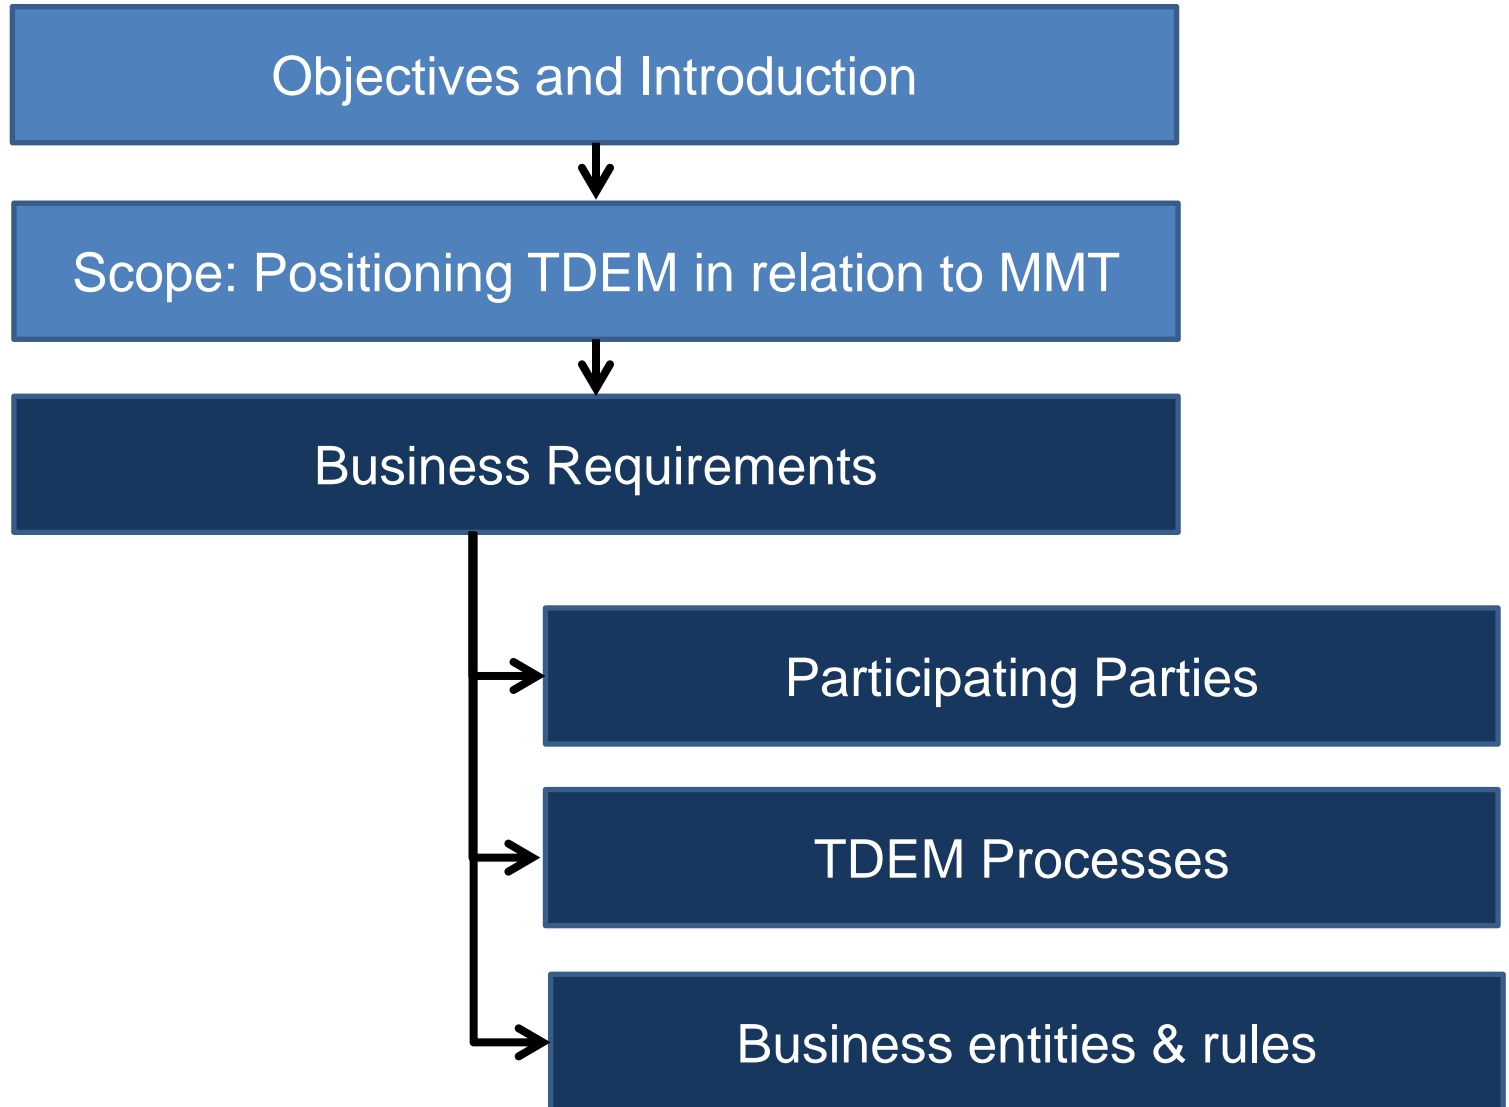 Objectives and Introduction
Scope: Positioning TDEM in relation to MMT
Business Requirements
Participating Parties
TDEM Processes
Business entities & rules